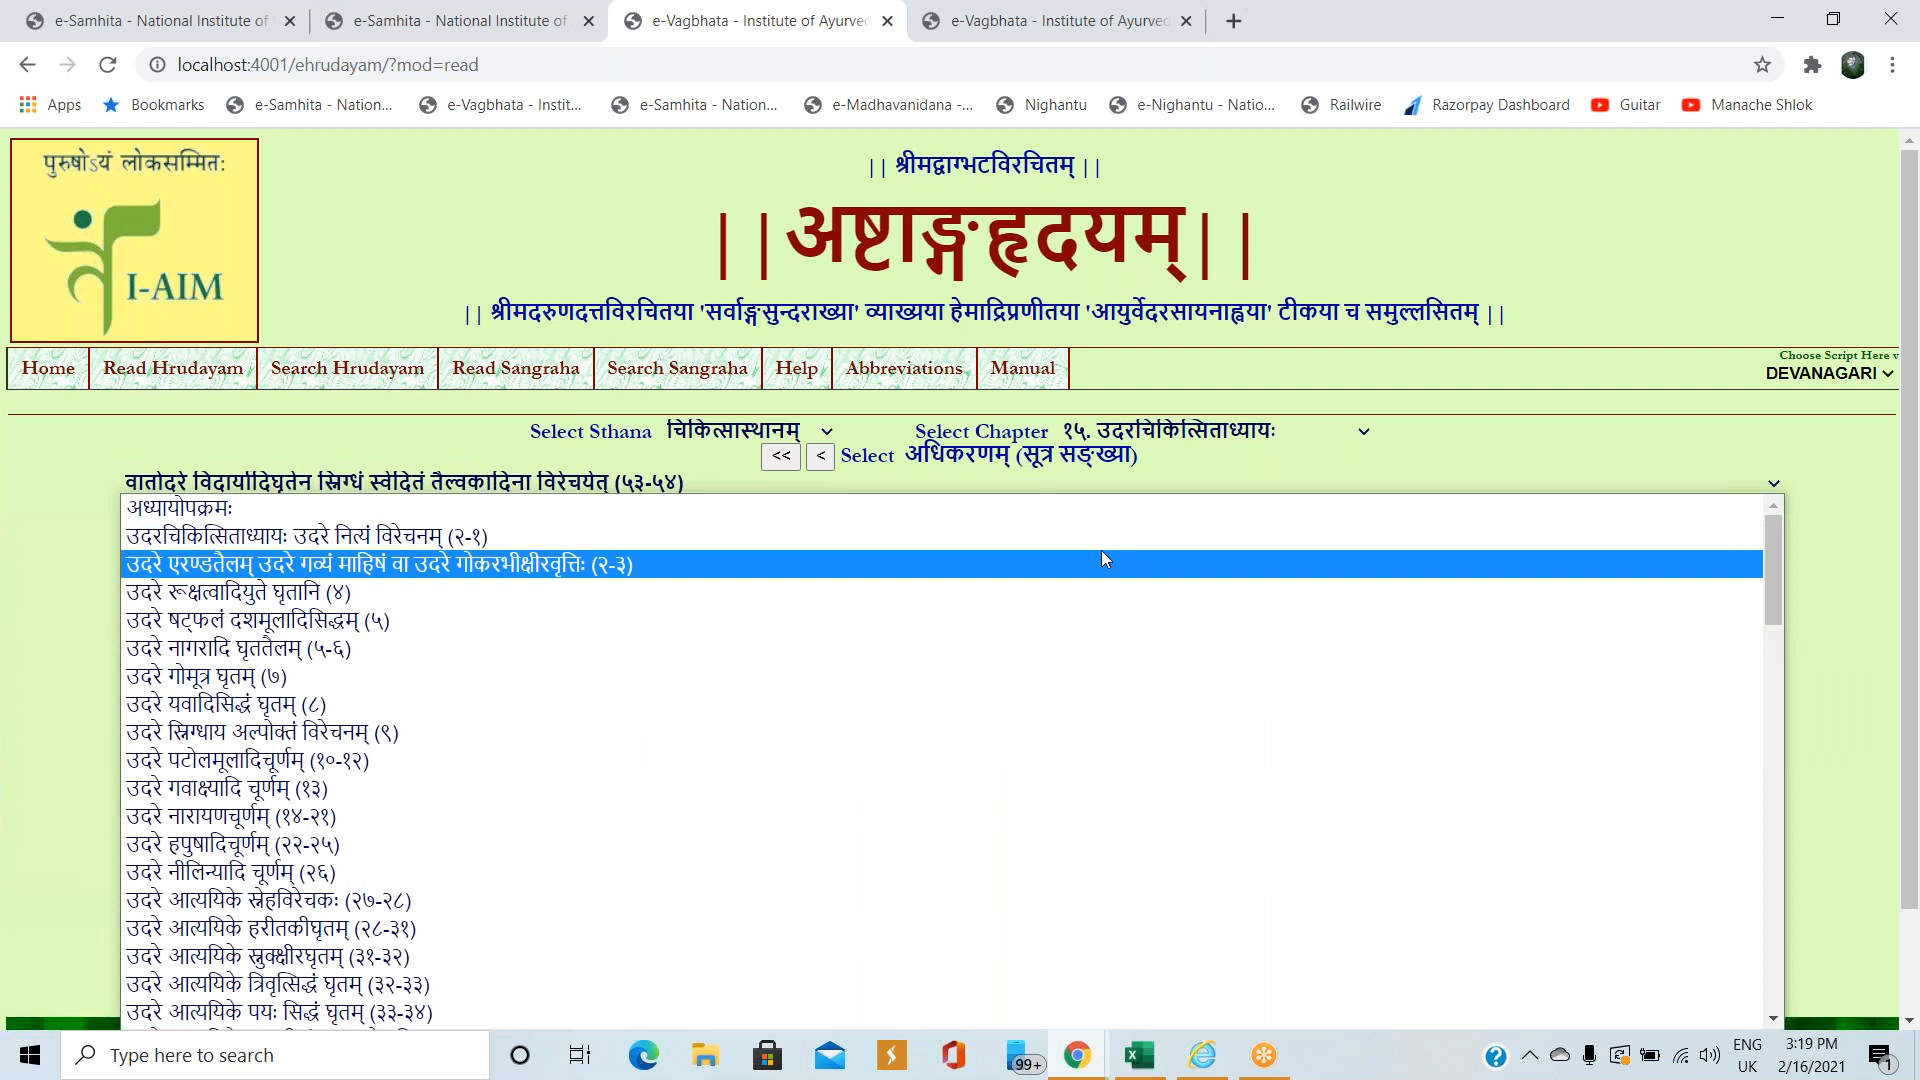 e-Samhita - National Institute of
e-Samhita - National Institute of
e-Vagbhata - Institute of Ayurved
e-Vagbhata - Institute of Ayurved
localhost:4001/ehrudayam/?mod=read
Apps Bookmarks e-Samhita - Nation... e-Vagbhata - Instit... e-Samhita - Nation... e-Madhavanidana -... Nighantu e-Nighantu - Natio... Railwire Razorpay Dashboard Guitar Manache Shlok
पुरुषोऽयं लोकसम्मितः
I-AIM
|| श्रीमद्वाग्भटविरचितम् ||
||अष्टाङ्गहृदयम्||
|| श्रीमदरुणदत्तविरचितया 'सर्वाङ्गसुन्दराख्या' व्याख्यया हेमाद्रिप्रणीतया 'आयुर्वेदरसायनाह्वया' टीकया च समुल्लसितम् ||
Home Read Hrudayam Search Hrudayam Read Sangraha Search Sangraha Help Abbreviations Manual
Choose Script Here v
DEVANAGARI
Select Sthana चिकित्सास्थानम् Select Chapter १५. उदरचिकित्सिताध्यायः
<< < Select अधिकरणम् (सूत्र सङ्ख्या)
वातोदरे विदार्यादिघृतेन स्निग्धं स्वेदितं तैल्वकादिना विरेचयेत् (५३-५४)
अध्यायोपक्रमः
उदरचिकित्सिताध्यायः उदरे नित्यं विरेचनम् (२-१)
उदरे एरण्डतैलम् उदरे गव्यं माहिषं वा उदरे गोकरभीक्षीरवृत्तिः (२-३)
उदरे रूक्षत्वादियुते घृतानि (४)
उदरे षट्फलं दशमूलादिसिद्धम् (५)
उदरे नागरादि घृततैलम् (५-६)
उदरे गोमूत्र घृतम् (७)
उदरे यवादिसिद्धं घृतम् (८)
उदरे स्निग्धाय अल्पोक्तं विरेचनम् (९)
उदरे पटोलमूलादिचूर्णम् (१०-१२)
उदरे गवाक्ष्यादि चूर्णम् (१३)
उदरे नारायणचूर्णम् (१४-२१)
उदरे हपुषादिचूर्णम् (२२-२५)
उदरे नीलिन्यादि चूर्णम् (२६)
उदरे आत्ययिके स्नेहविरेचकः (२७-२८)
उदरे आत्ययिके हरीतकीघृतम् (२८-३१)
उदरे आत्ययिके स्नुक्क्षीरघृतम् (३१-३२)
उदरे आत्ययिके त्रिवृत्सिद्धं घृतम् (३२-३३)
उदरे आत्ययिके पयः सिद्धं घृतम् (३३-३४)
Type here to search
99+
ENG
UK
3:19 PM
2/16/2021
1